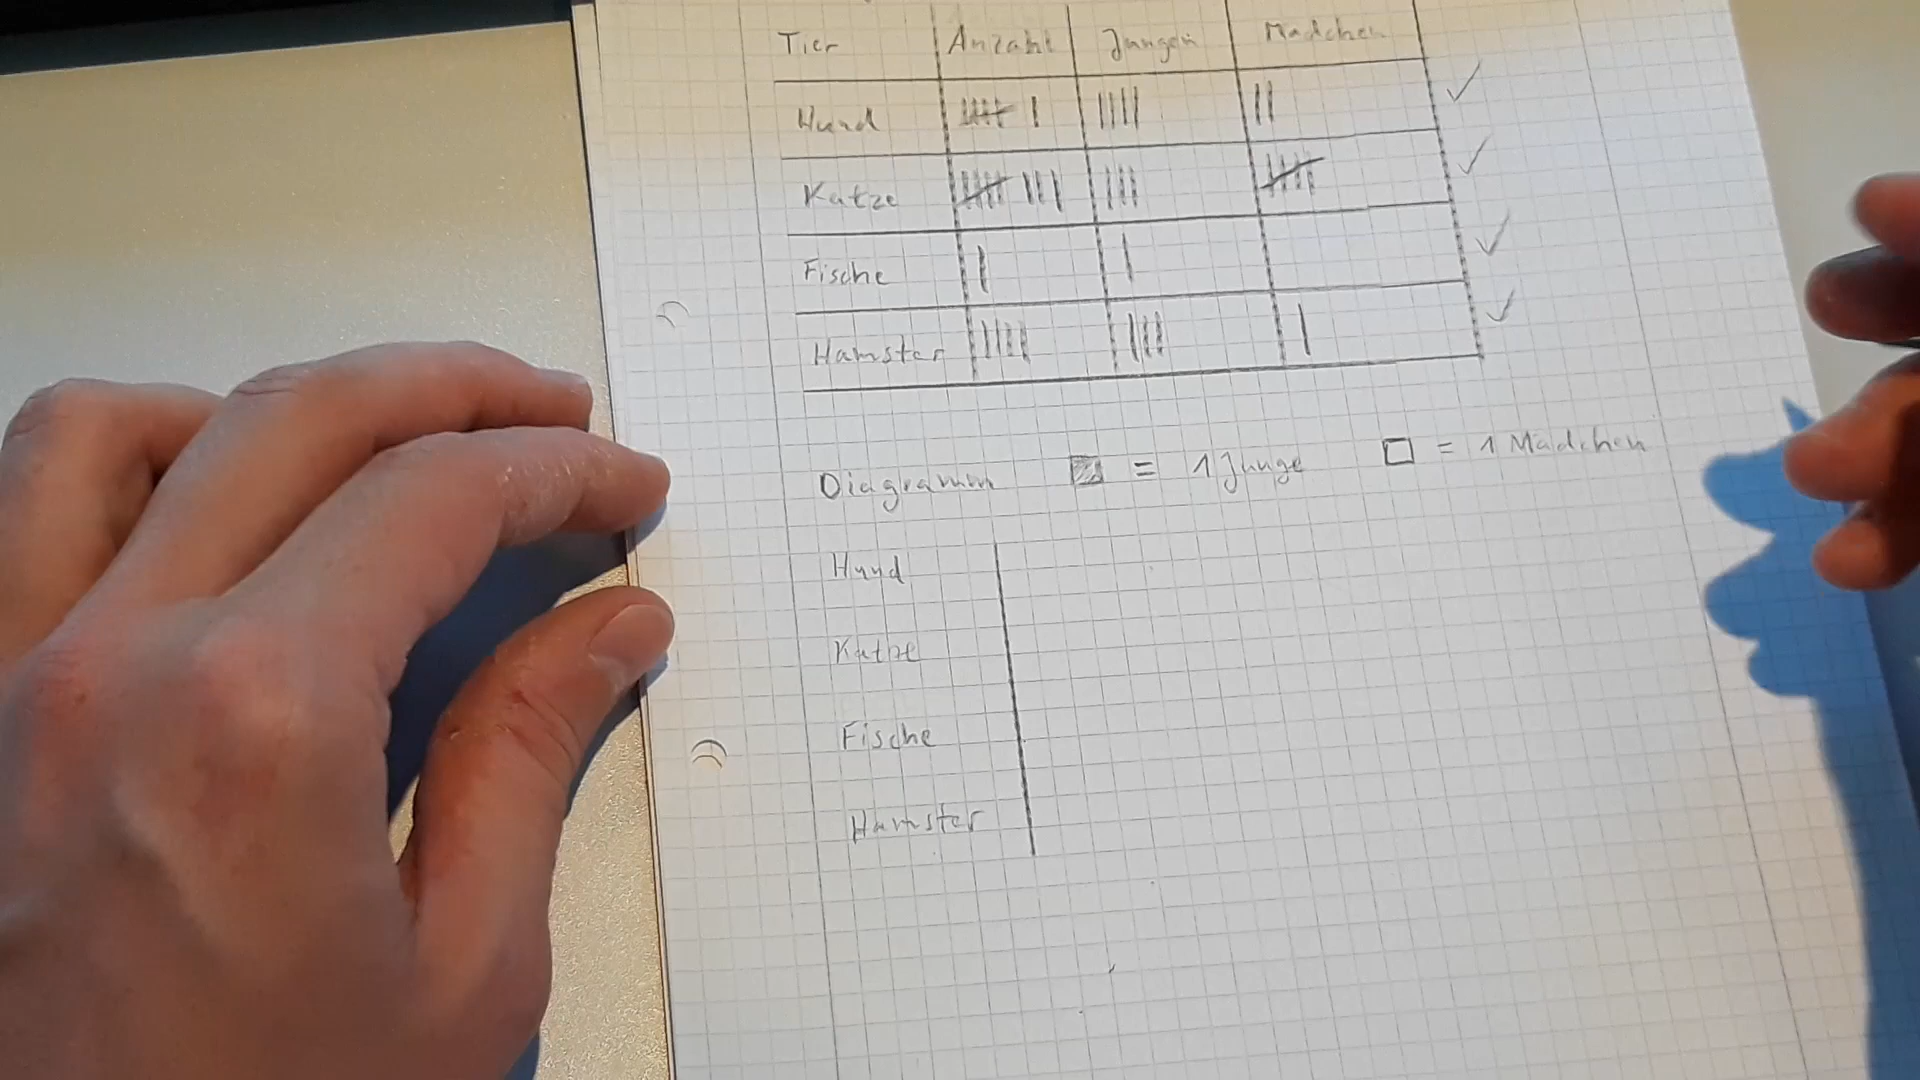 Tier Anzahl Jungen Mädchen
Hund |||| | |||| || ✓
Katze |||| ||| ||| |||| ✓
Fische | | ✓
Hamster |||| |||| | ✓
Diagramm = 1 Junge □ = 1 Mädchen
Hund
Katze
Fische
Hamster